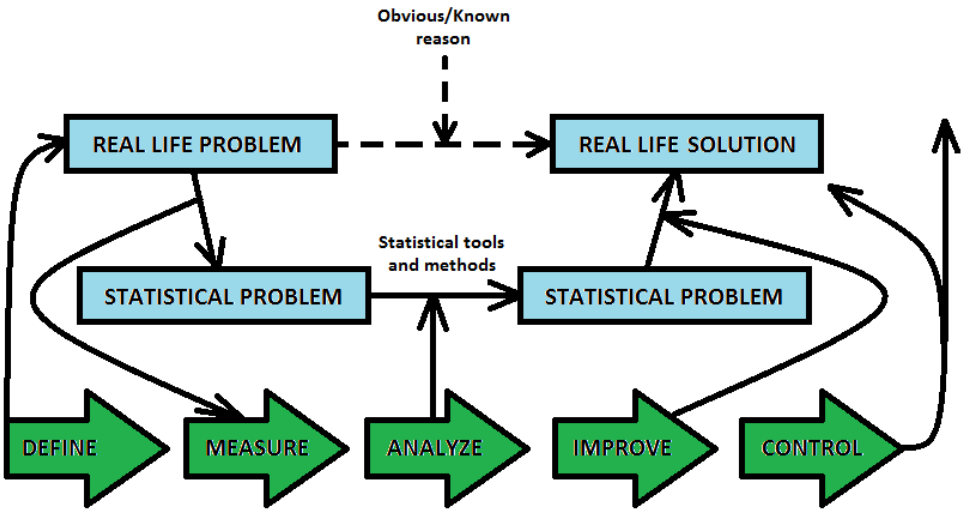 Obvious/Known
reason
REAL LIFE PROBLEM
REAL LIFE SOLUTION
Statistical tools
and methods
STATISTICAL PROBLEM
STATISTICAL PROBLEM
DEFINE
MEASURE
ANALYZE
IMPROVE
CONTROL